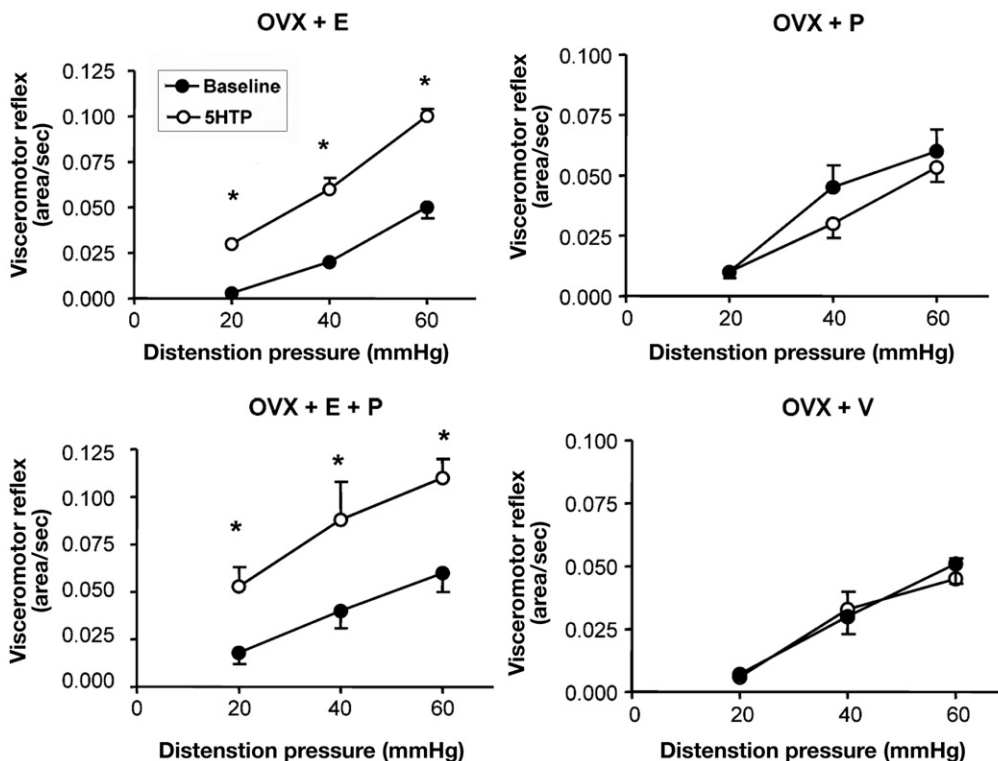 OVX + E
Visceromotor reflex
(area/sec)
0.125
0.100
0.075
0.050
0.025
0.000
Baseline
5HTP
*
*
*
0
20
40
60
Distenstion pressure (mmHg)
OVX + P
Visceromotor reflex
(area/sec)
0.100
0.075
0.050
0.025
0.000
0
20
40
60
Distenstion pressure (mmHg)
OVX + E + P
Visceromotor reflex
(area/sec)
0.125
0.100
0.075
0.050
0.025
0.000
*
*
*
0
20
40
60
Distenstion pressure (mmHg)
OVX + V
Visceromotor reflex
(area/sec)
0.100
0.075
0.050
0.025
0.000
0
20
40
60
Distenstion pressure (mmHg)